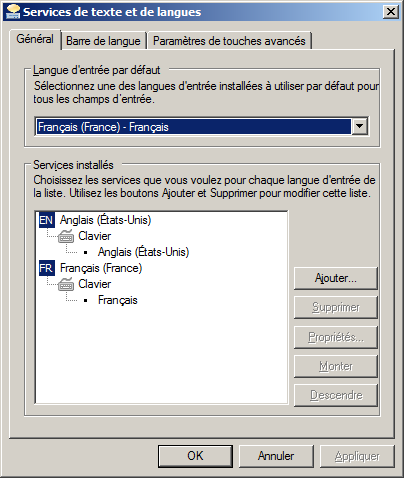 Services de texte et de langues
Général
Barre de langue
Paramètres de touches avancés
Langue d'entrée par défaut
Sélectionnez une des langues d'entrée installées à utiliser par défaut pour
tous les champs d'entrée.
Français (France) - Français
Services installés
Choisissez les services que vous voulez pour chaque langue d'entrée de
la liste. Utilisez les boutons Ajouter et Supprimer pour modifier cette liste.
EN Anglais (États-Unis)
Clavier
• Anglais (États-Unis)
FR Français (France)
Clavier
• Français
Ajouter...
Supprimer
Propriétés...
Monter
Descendre
OK
Annuler
Appliquer